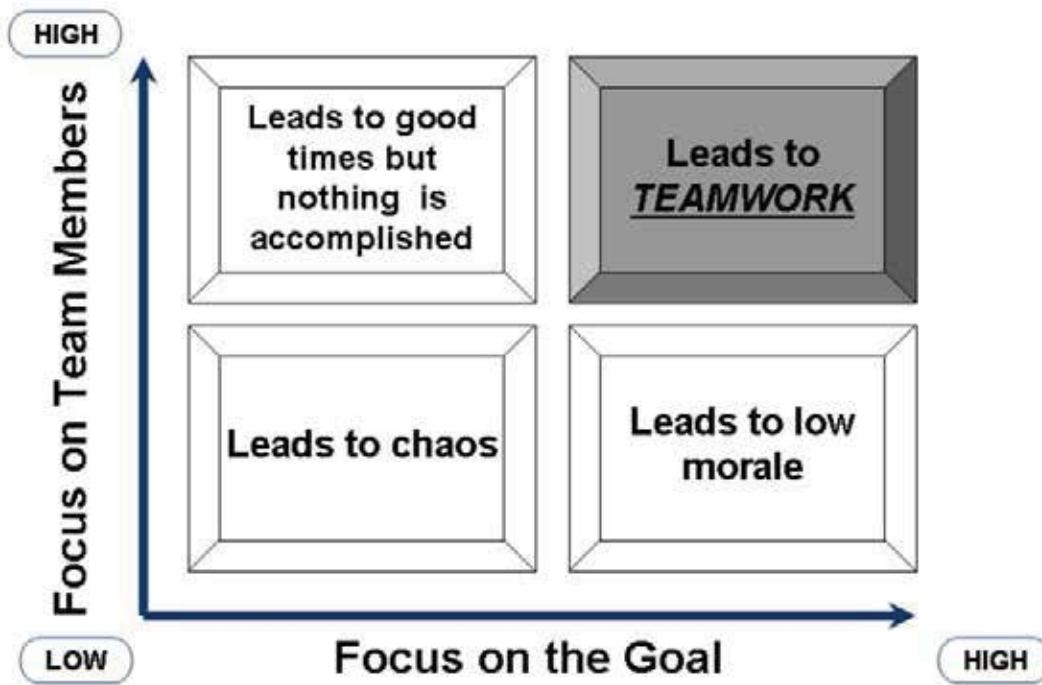 HIGH
Focus on Team Members
Leads to good
times but
nothing is
accomplished
Leads to
TEAMWORK
Leads to chaos
Leads to low
morale
LOW
Focus on the Goal
HIGH